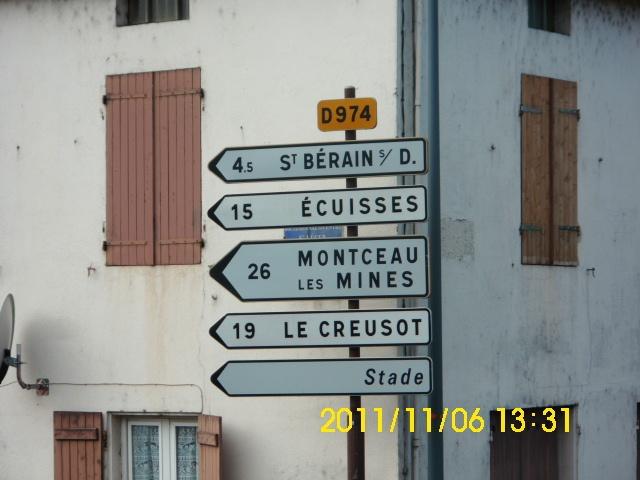 D974
4.5 ST BÉRAIN S/ D.
15 ÉCUISSES
26 MONTCEAU
LES MINES
19 LE CREUSOT
Stade
2011/11/06 13:31